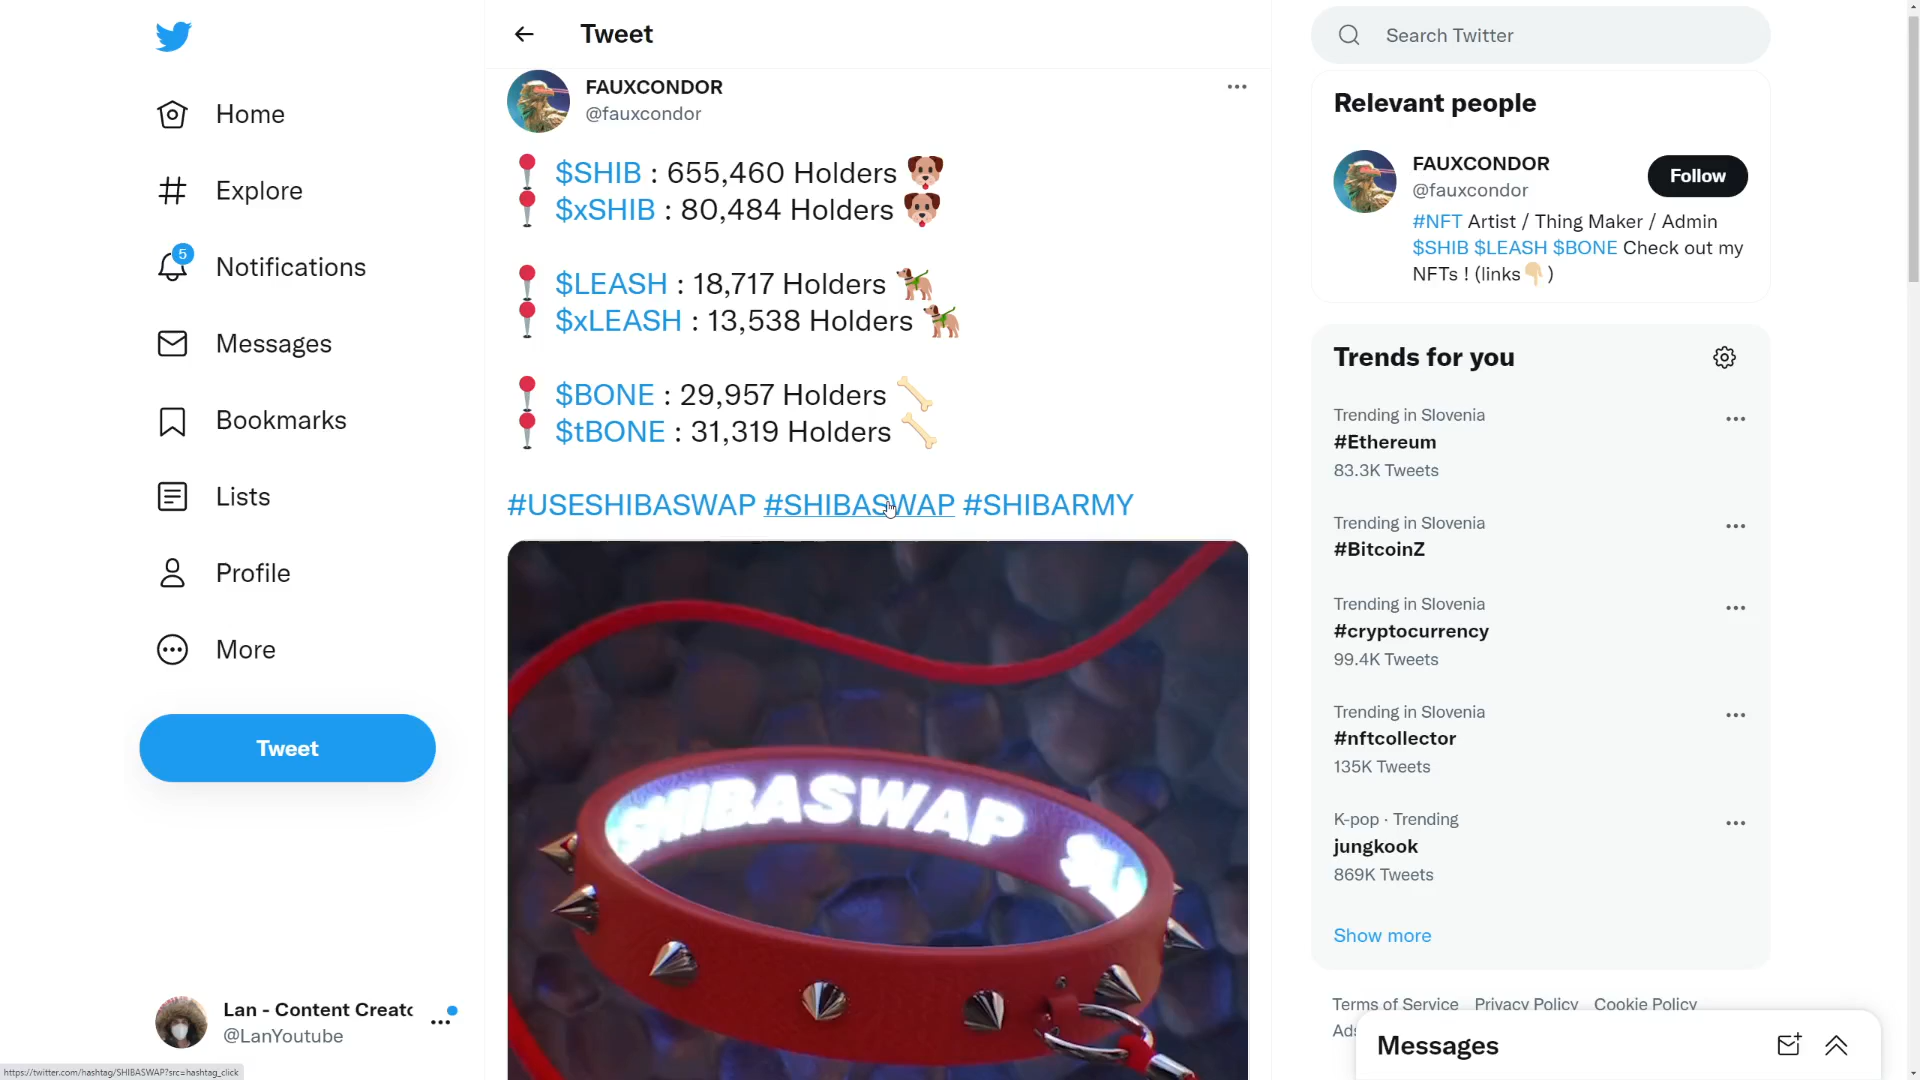 Home
Explore
5
Notifications
Messages
Bookmarks
Lists
Profile
More
Tweet
Lan - Content Creato
@LanYoutube
https://twitter.com/hashtag/SHIBASWAP?src=hashtag_click
Tweet
FAUXCONDOR
@fauxcondor
$SHIB : 655,460 Holders
$xSHIB : 80,484 Holders
$LEASH : 18,717 Holders
$xLEASH : 13,538 Holders
$BONE : 29,957 Holders
$tBONE : 31,319 Holders
#USESHIBASWAP #SHIBASWAP #SHIBARMY
SHIBASWAP
Search Twitter
Relevant people
FAUXCONDOR
@fauxcondor
Follow
#NFT Artist / Thing Maker / Admin
$SHIB $LEASH $BONE Check out my
NFTs ! (links )
Trends for you
Trending in Slovenia
#Ethereum
83.3K Tweets
Trending in Slovenia
#BitcoinZ
Trending in Slovenia
#cryptocurrency
99.4K Tweets
Trending in Slovenia
#nftcollector
135K Tweets
K-pop · Trending
jungkook
869K Tweets
Show more
Terms of Service Privacy Policy Cookie Policy
Ads
Messages